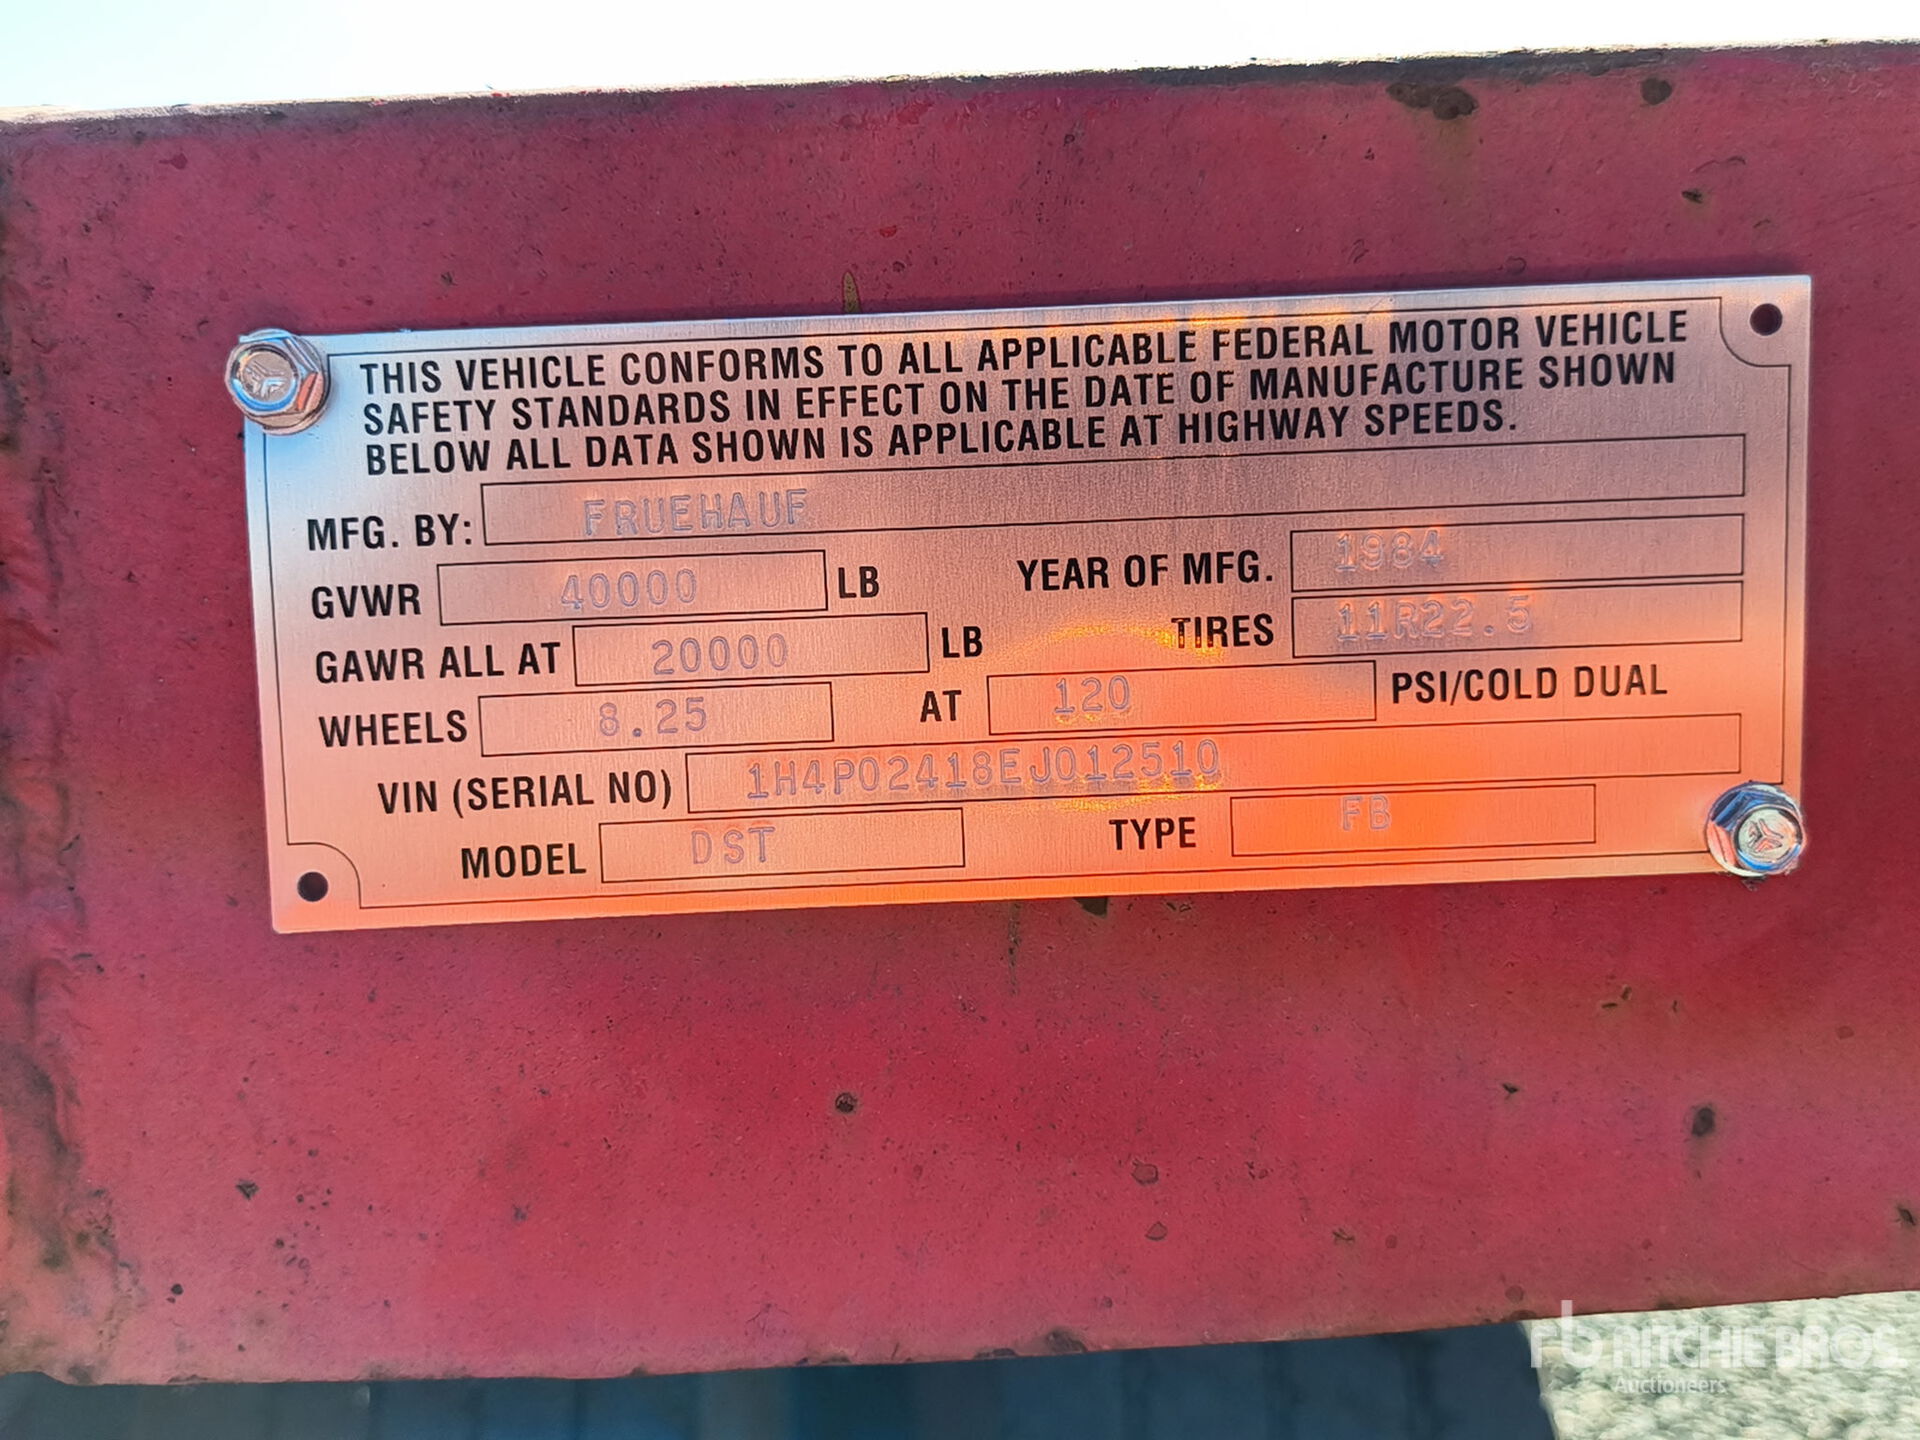 THIS VEHICLE CONFORMS TO ALL APPLICABLE FEDERAL MOTOR VEHICLE
SAFETY STANDARDS IN EFFECT ON THE DATE OF MANUFACTURE SHOWN
BELOW ALL DATA SHOWN IS APPLICABLE AT HIGHWAY SPEEDS.
MFG. BY: FRUEHAUF
GVWR 40000 LB YEAR OF MFG. 1984
GAWR ALL AT 20000 LB TIRES 11R22.5
WHEELS 8.25 AT 120 PSI/COLD DUAL
VIN (SERIAL NO) 1H4P02418EJ012510
MODEL DST TYPE FB
rb RITCHIE BROS.
Auctioneers